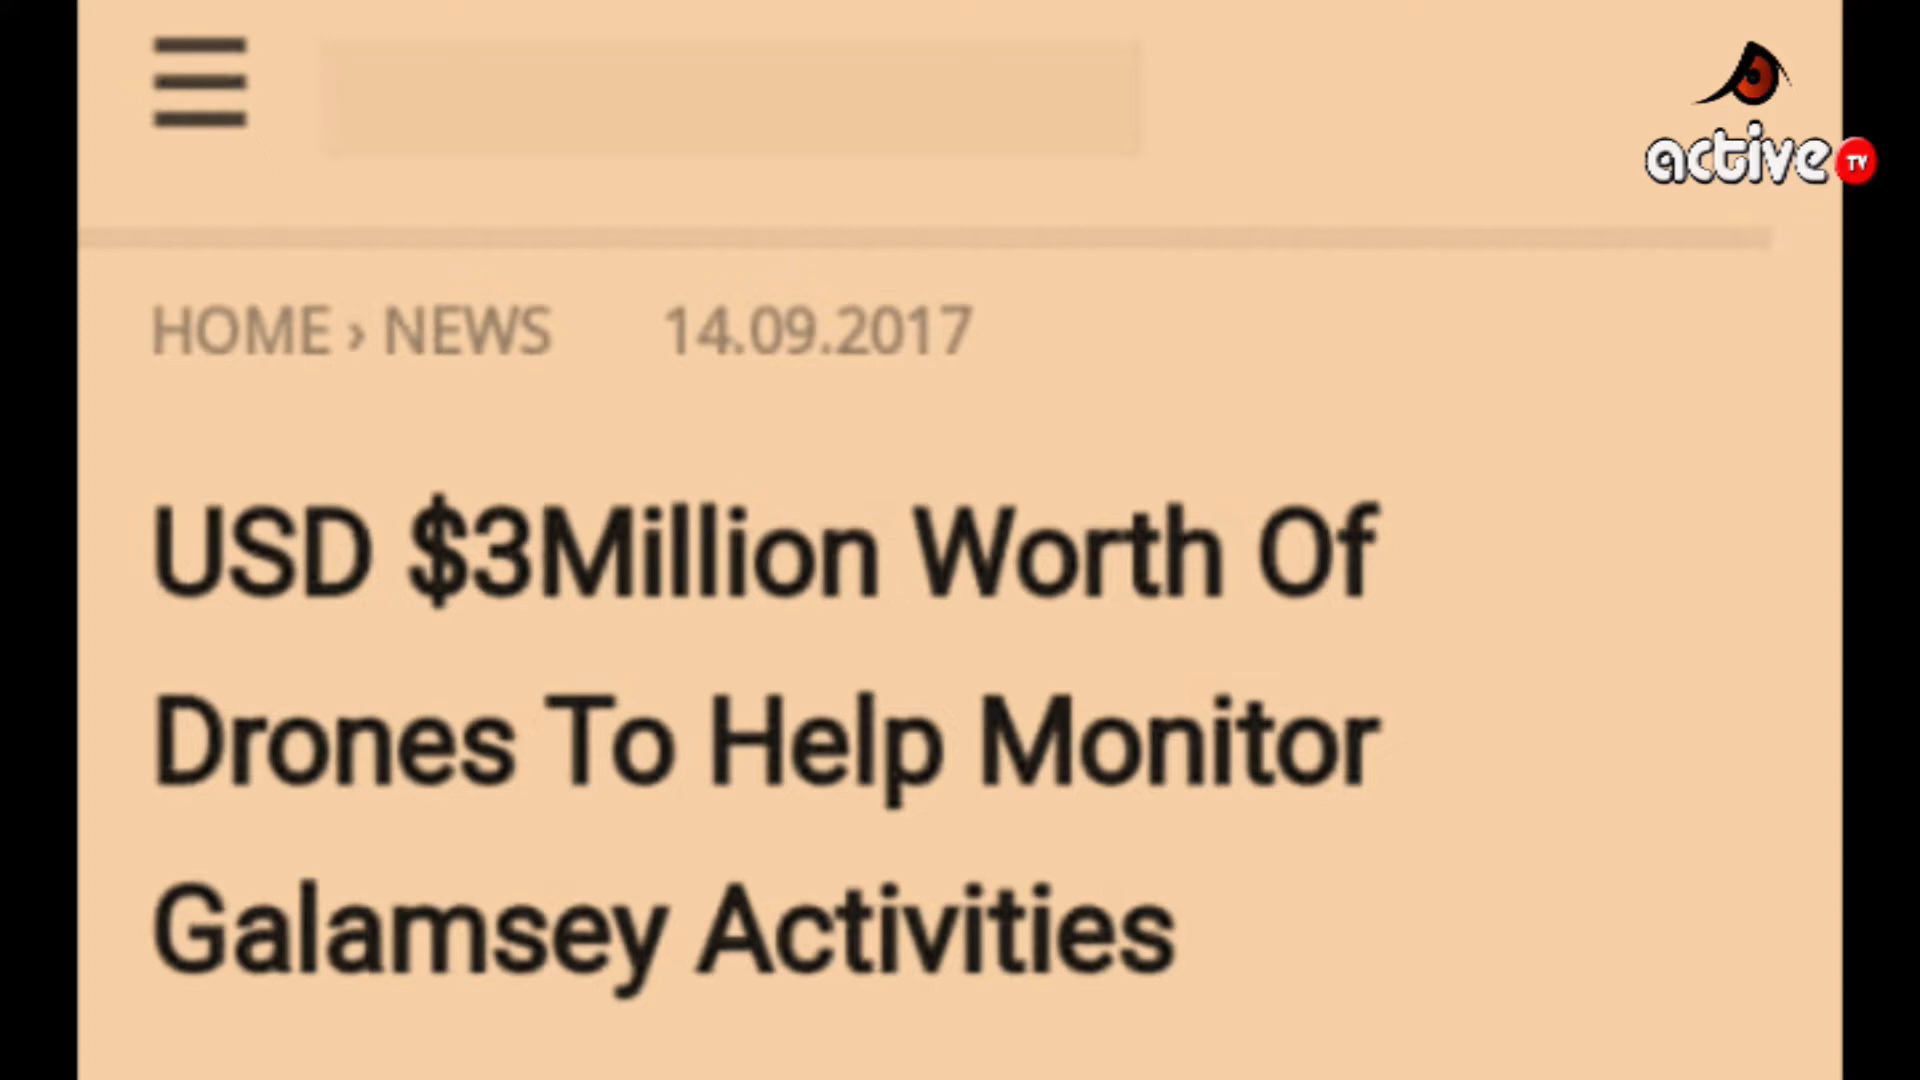 active TV
HOME › NEWS 14.09.2017
USD $3Million Worth Of
Drones To Help Monitor
Galamsey Activities